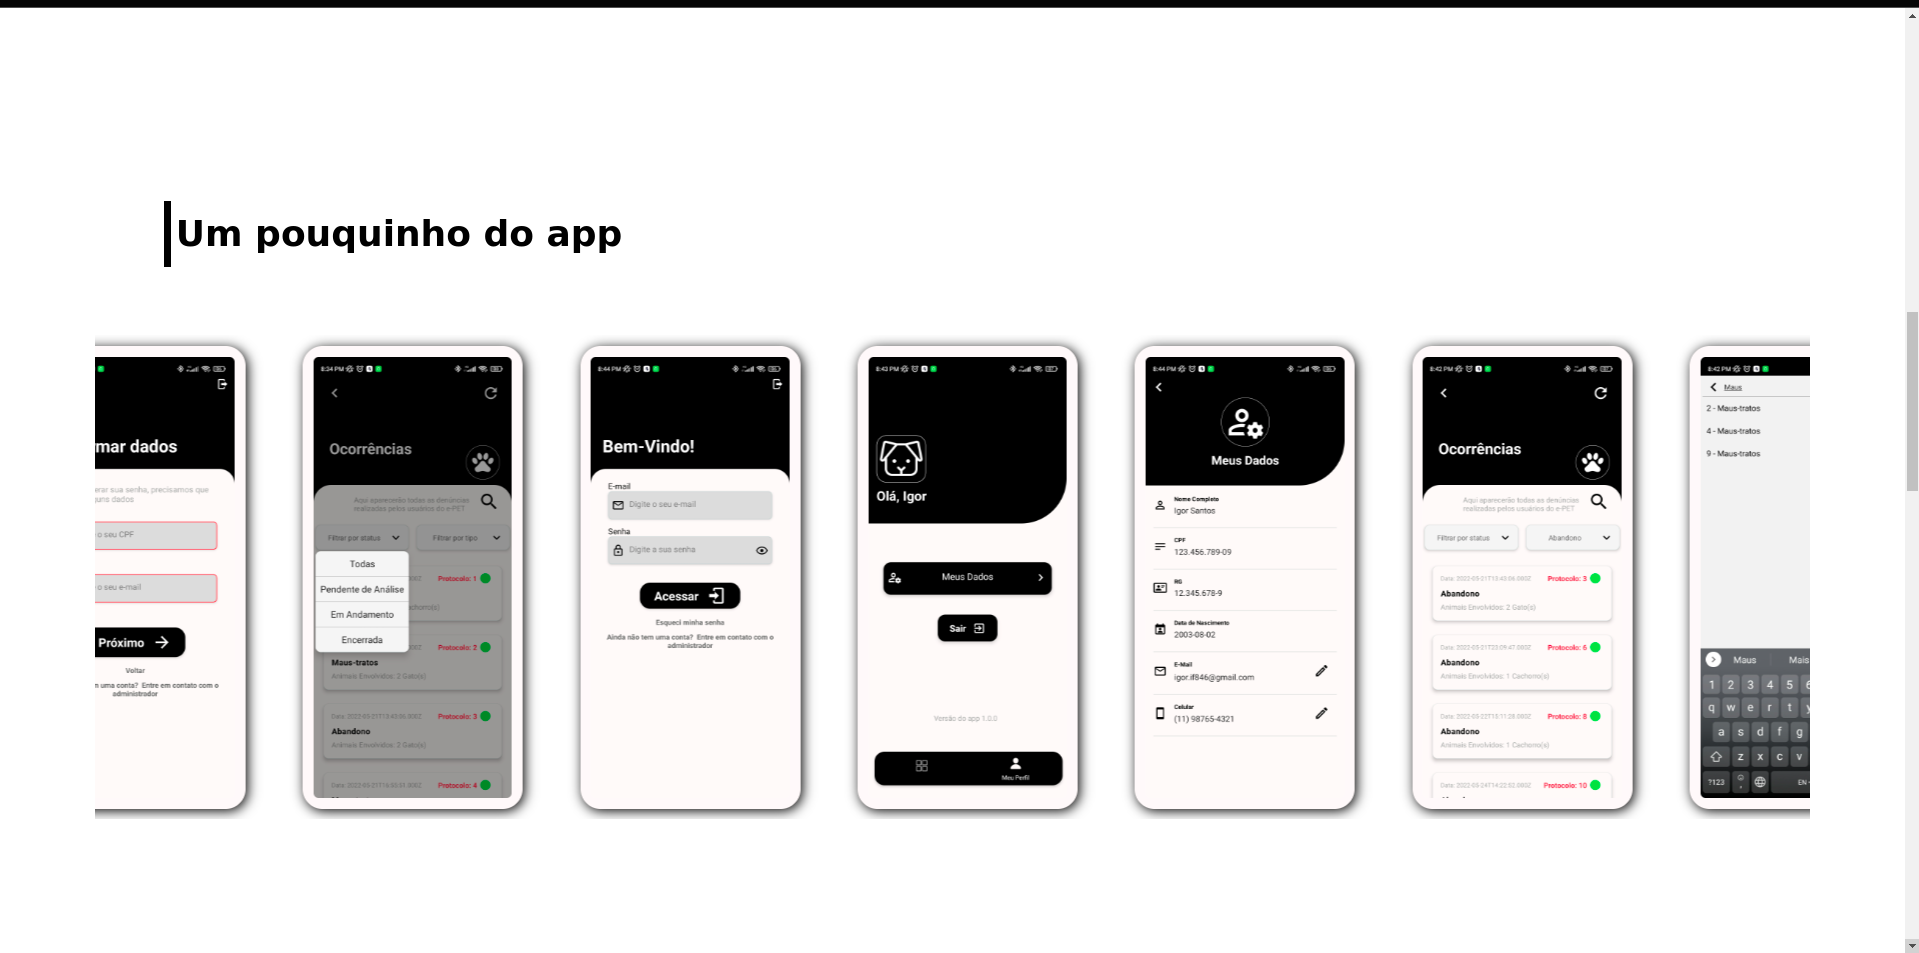 Um pouquinho do app
mar dados
erar sua senha, precisamos que
guns dados
o seu CPF
o seu e-mail
Próximo
Voltar
n uma conta? Entre em contato com o
administrador
8:34 PM
Ocorrências
Aqui aparecerão todas as denúncias
realizadas pelos usuários do e-PET
Filtrar por status
Filtrar por tipo
Todas
Pendente de Análise
Em Andamento
Encerrada
Protocolo: 1
chorro(s)
Protocolo: 2
Maus-tratos
Animais Envolvidos: 2 Gato(s)
Protocolo: 3
Abandono
Animais Envolvidos: 2 Gato(s)
Protocolo: 4
8:44 PM
Bem-Vindo!
E-mail
Digite o seu e-mail
Senha
Digite a sua senha
Acessar
Esqueci minha senha
Ainda não tem uma conta? Entre em contato com o
administrador
8:43 PM
Olá, Igor
Meus Dados
Sair
Versão do app 1.0.0
Meu Perfil
8:44 PM
Meus Dados
Nome Completo
Igor Santos
CPF
123.456.789-09
RG
12.345.678-9
Data de Nascimento
2003-08-02
E-Mail
igor.if846@gmail.com
Celular
(11) 98765-4321
8:42 PM
Ocorrências
Aqui aparecerão todas as denúncias
realizadas pelos usuários do e-PET
Filtrar por status
Abandono
Protocolo: 3
Abandono
Animais Envolvidos: 2 Gato(s)
Protocolo: 6
Abandono
Animais Envolvidos: 1 Cachorro(s)
Protocolo: 8
Abandono
Animais Envolvidos: 1 Cachorro(s)
Protocolo: 10
8:42 PM
Maus
2 - Maus-tratos
4 - Maus-tratos
9 - Maus-tratos
Maus Mais
1 2 3 4 5 6
q w e r t y
a s d f g
z x c v
?123 EN